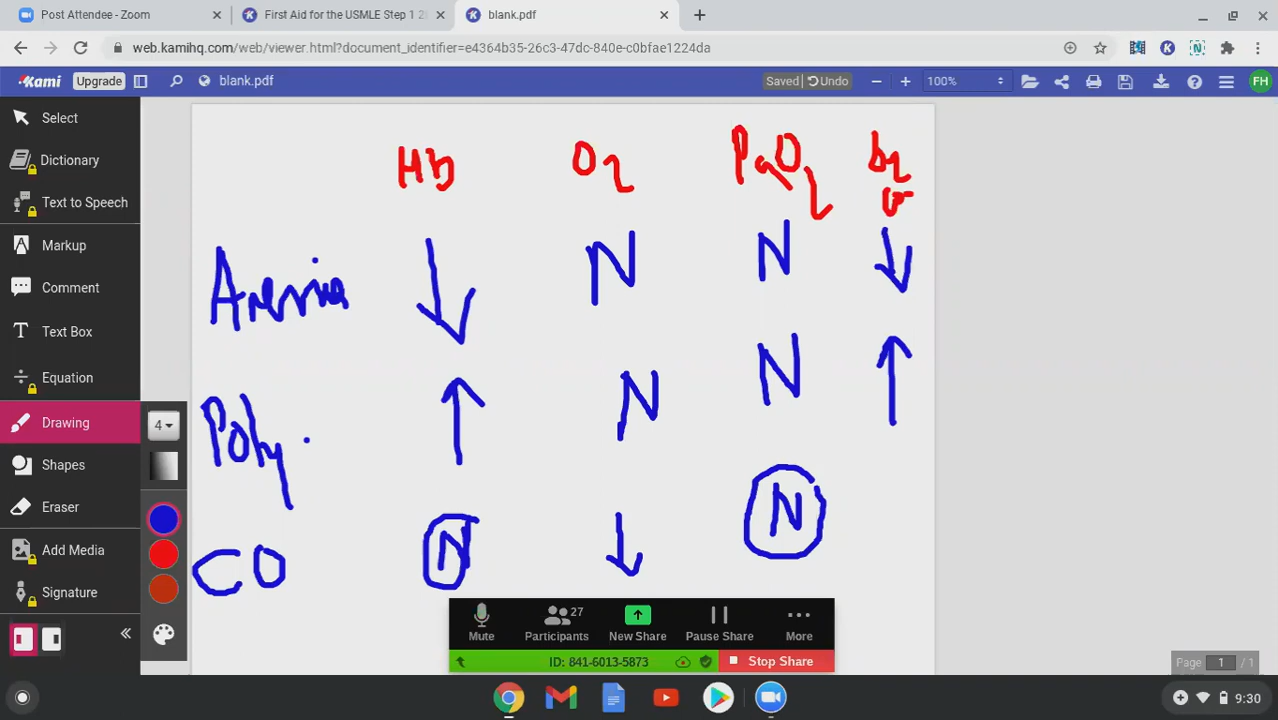 Post Attendee - Zoom
First Aid for the USMLE Step 1 2
blank.pdf
web.kamihq.com/web/viewer.html?document_identifier=e4364b35-26c3-47dc-840e-c0bfae1224da
Kami Upgrade blank.pdf Saved Undo 100% FH
Select
Dictionary
Text to Speech
Markup
Comment
Text Box
Equation
Drawing
Shapes
Eraser
Add Media
Signature
4
Hb O2 PaO2
Anemia ↓ N N ↓
Poly. ↑ N N ↑
CO N ↓ N
Mute Participants 27 New Share Pause Share More
ID: 841-6013-5873 Stop Share
Page 1 / 1
9:30